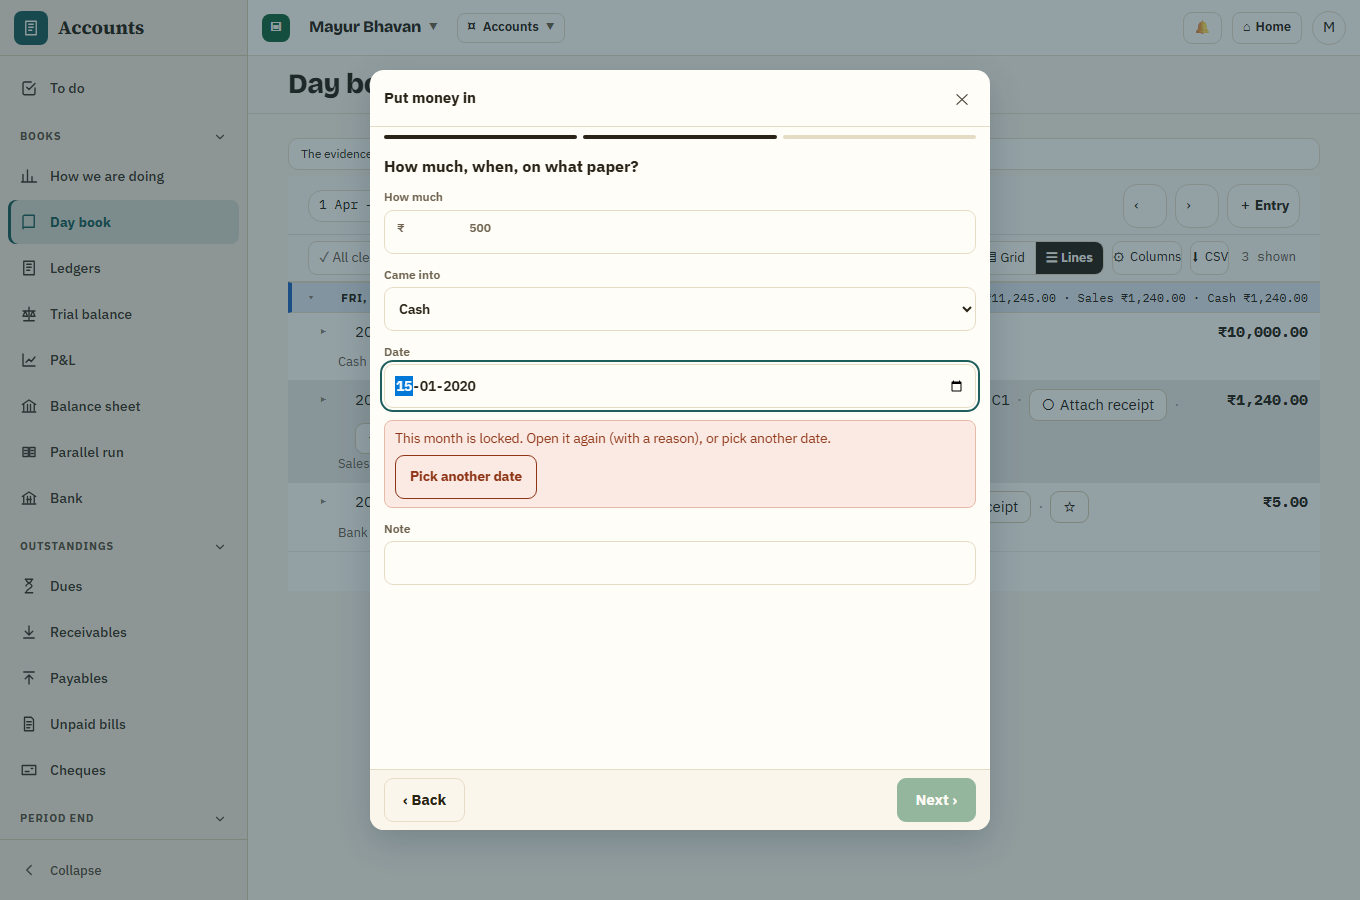 Accounts
Mayur Bhavan ▼
¤ Accounts ▼
⌂ Home
M
To do
BOOKS
How we are doing
Day book
Ledgers
Trial balance
P&L
Balance sheet
Parallel run
Bank
OUTSTANDINGS
Dues
Receivables
Payables
Unpaid bills
Cheques
PERIOD END
Collapse
Day
The evidence
1 Apr
‹
›
+ Entry
✓ All
Grid
☰ Lines
Columns
⭳ CSV
3 shown
FRI,
11,245.00 · Sales ₹1,240.00 · Cash ₹1,240.00
20
₹10,000.00
Cash
20
C1 ·
Attach receipt
·
₹1,240.00
Sales
20
·
☆
₹5.00
Bank
Put money in
How much, when, on what paper?
How much
₹ 500
Came into
Cash
Date
15-01-2020
This month is locked. Open it again (with a reason), or pick another date.
Pick another date
Note
‹ Back
Next ›